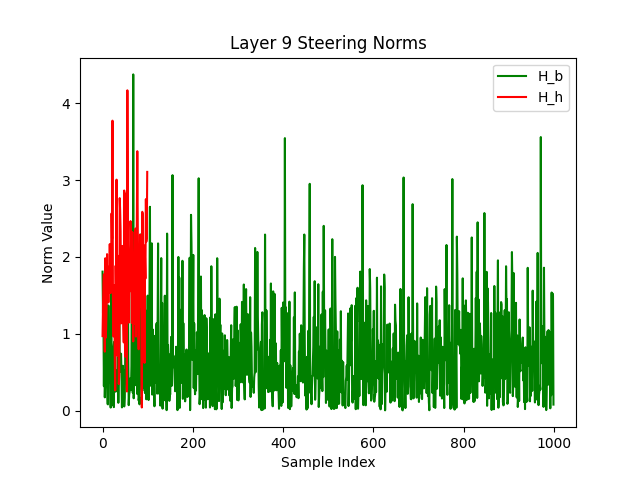 Layer 9 Steering Norms
H_b
H_h
Norm Value
4
3
2
1
0
0 200 400 600 800 1000
Sample Index